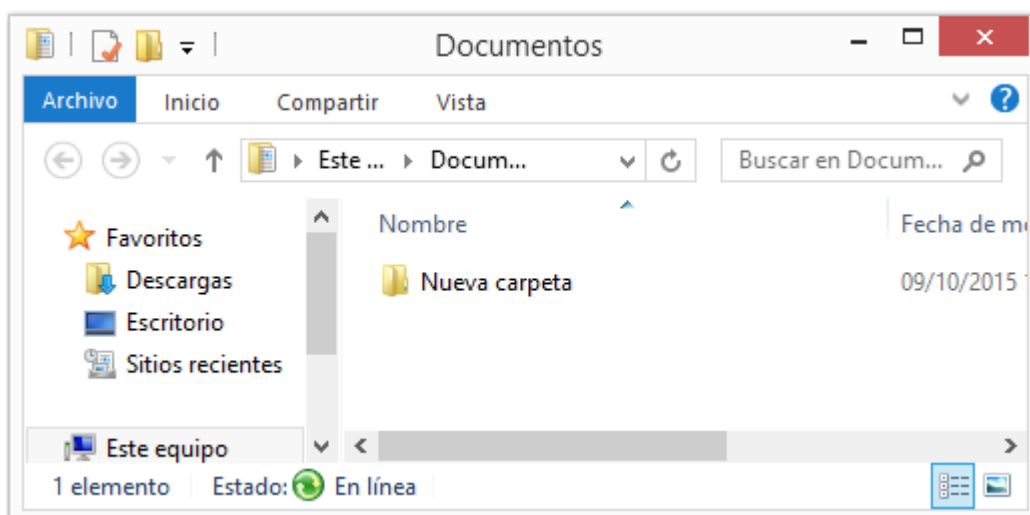 Documentos
Archivo Inicio Compartir Vista
Este ... Docum... Buscar en Docum...
Nombre Fecha de
Favoritos
Nueva carpeta 09/10/2015
Descargas
Escritorio
Sitios recientes
Este equipo
1 elemento Estado: En línea